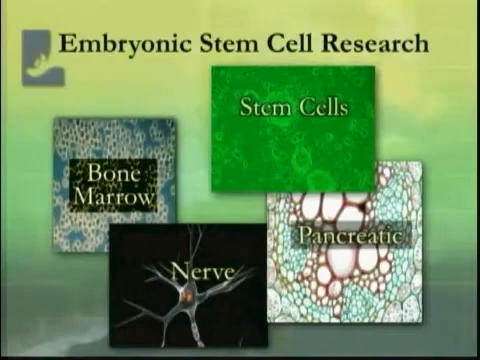 Embryonic Stem Cell Research
Stem Cells
Bone
Marrow
Pancreatic
Nerve